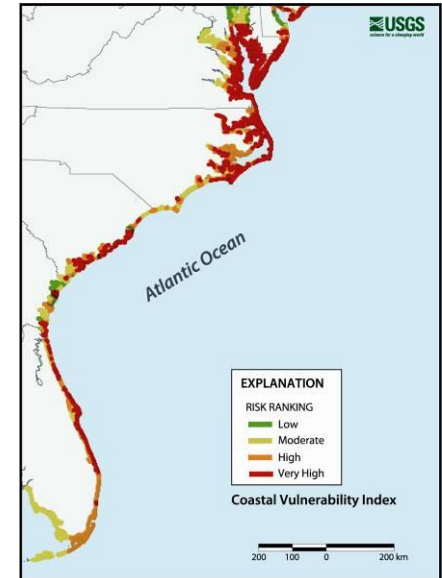 USGS
science for a changing world
Atlantic Ocean
EXPLANATION
RISK RANKING
Low
Moderate
High
Very High
Coastal Vulnerability Index
200 100 0 200 km